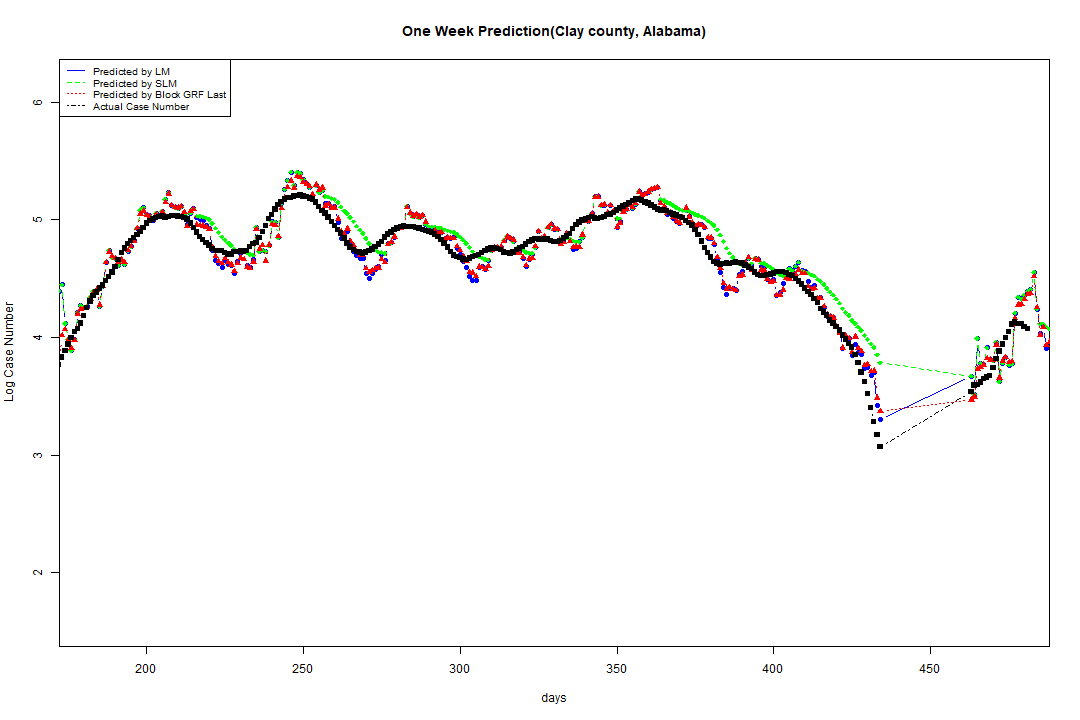 One Week Prediction(Clay county, Alabama)
Predicted by LM
Predicted by SLM
Predicted by Block GRF Last
Actual Case Number
6
5
4
3
2
Log Case Number
200 250 300 350 400 450
days